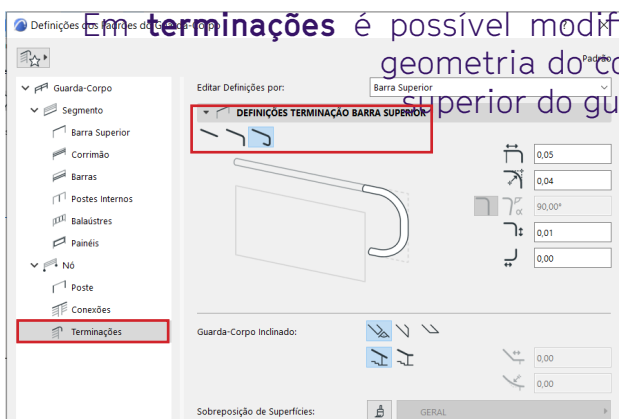 Em terminações é possível modif
geometria do co
superior do gu
Definições dos Padrões do Guarda-Corpo
Padrão
Guarda-Corpo
Segmento
Barra Superior
Corrimão
Barras
Postes Internos
Balaústres
Painéis
Nó
Poste
Conexões
Terminações
Editar Definições por: Barra Superior
DEFINIÇÕES TERMINAÇÃO BARRA SUPERIOR
0,05
0,04
α 90,00°
0,01
0,00
Guarda-Corpo Inclinado:
0,00
0,00
Sobreposição de Superfícies: GERAL